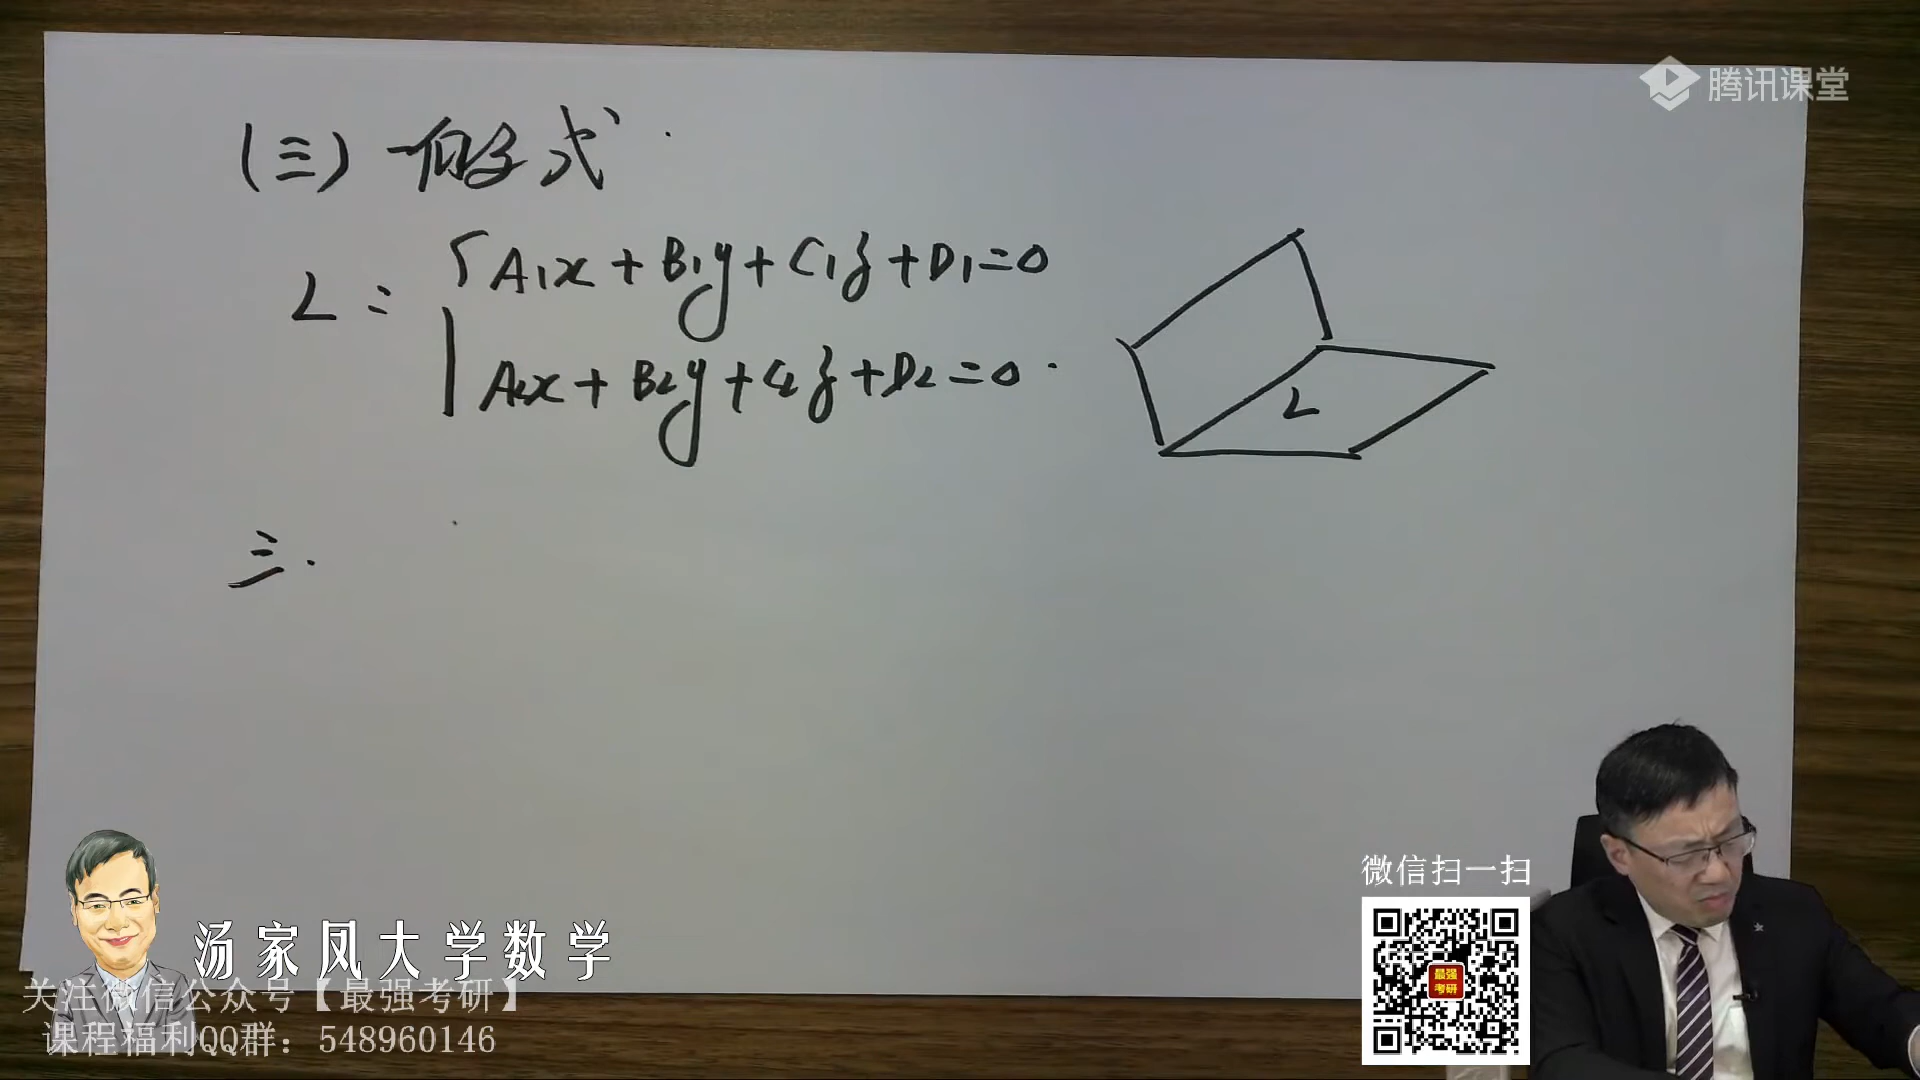 腾讯课堂
(三) 一般式.
L: { A₁x + B₁y + C₁z + D₁ = 0
A₂x + B₂y + C₂z + D₂ = 0.
L
三.
微信扫一扫
最强
考研
汤家凤大学数学
关注微信公众号【最强考研】
课程福利QQ群：548960146